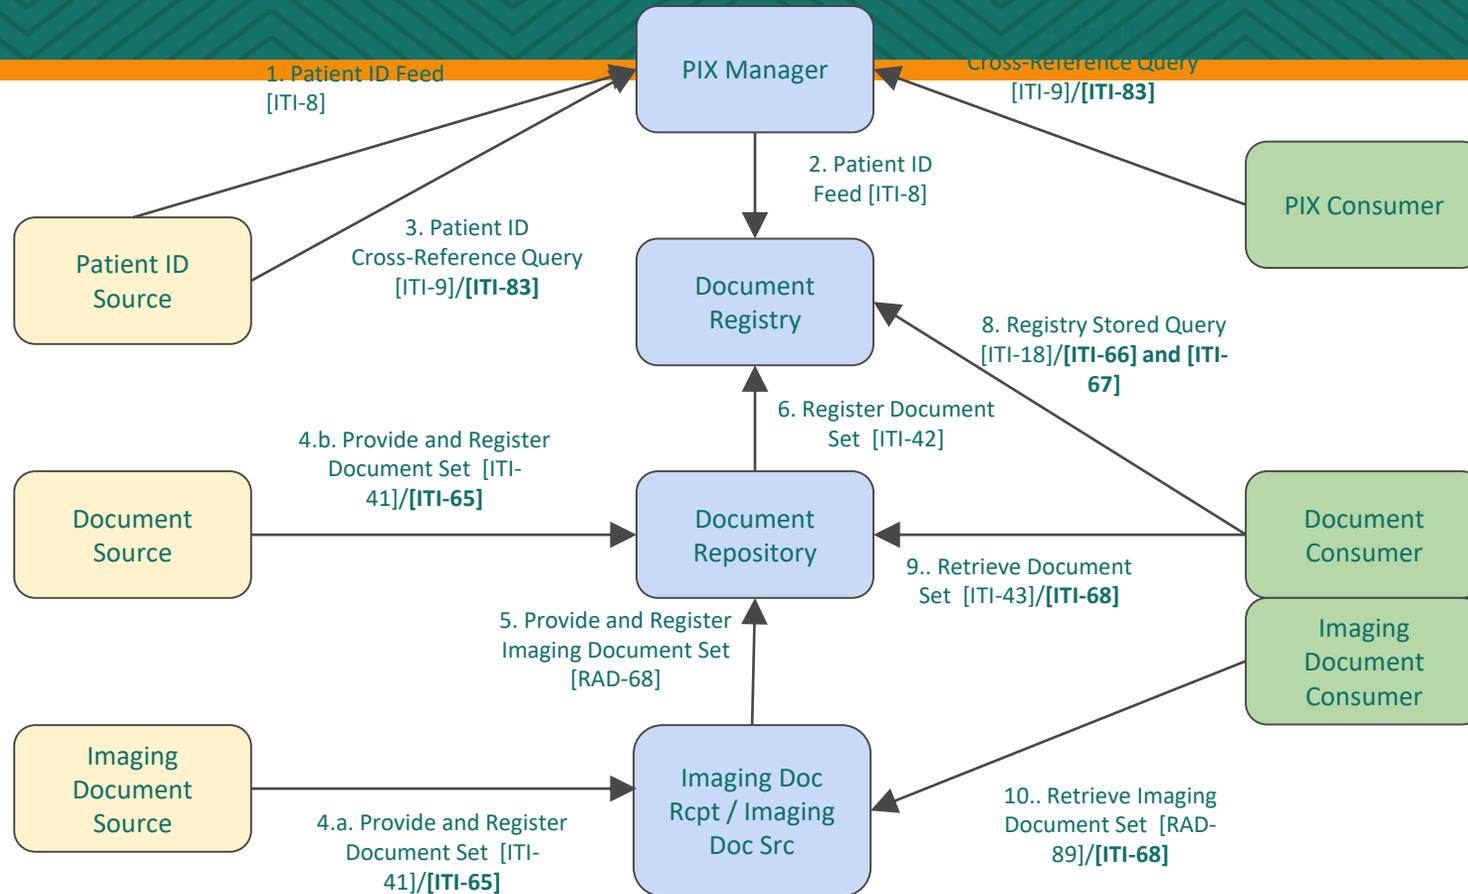 PIX Manager
1. Patient ID Feed
[ITI-8]
Cross-Reference Query
[ITI-9]/[ITI-83]
2. Patient ID
Feed [ITI-8]
PIX Consumer
Patient ID
Source
3. Patient ID
Cross-Reference Query
[ITI-9]/[ITI-83]
Document
Registry
8. Registry Stored Query
[ITI-18]/[ITI-66] and [ITI-
67]
6. Register Document
Set [ITI-42]
4.b. Provide and Register
Document Set [ITI-
41]/[ITI-65]
Document
Source
Document
Repository
Document
Consumer
9.. Retrieve Document
Set [ITI-43]/[ITI-68]
5. Provide and Register
Imaging Document Set
[RAD-68]
Imaging
Document
Consumer
Imaging
Document
Source
Imaging Doc
Rcpt / Imaging
Doc Src
4.a. Provide and Register
Document Set [ITI-
41]/[ITI-65]
10.. Retrieve Imaging
Document Set [RAD-
89]/[ITI-68]